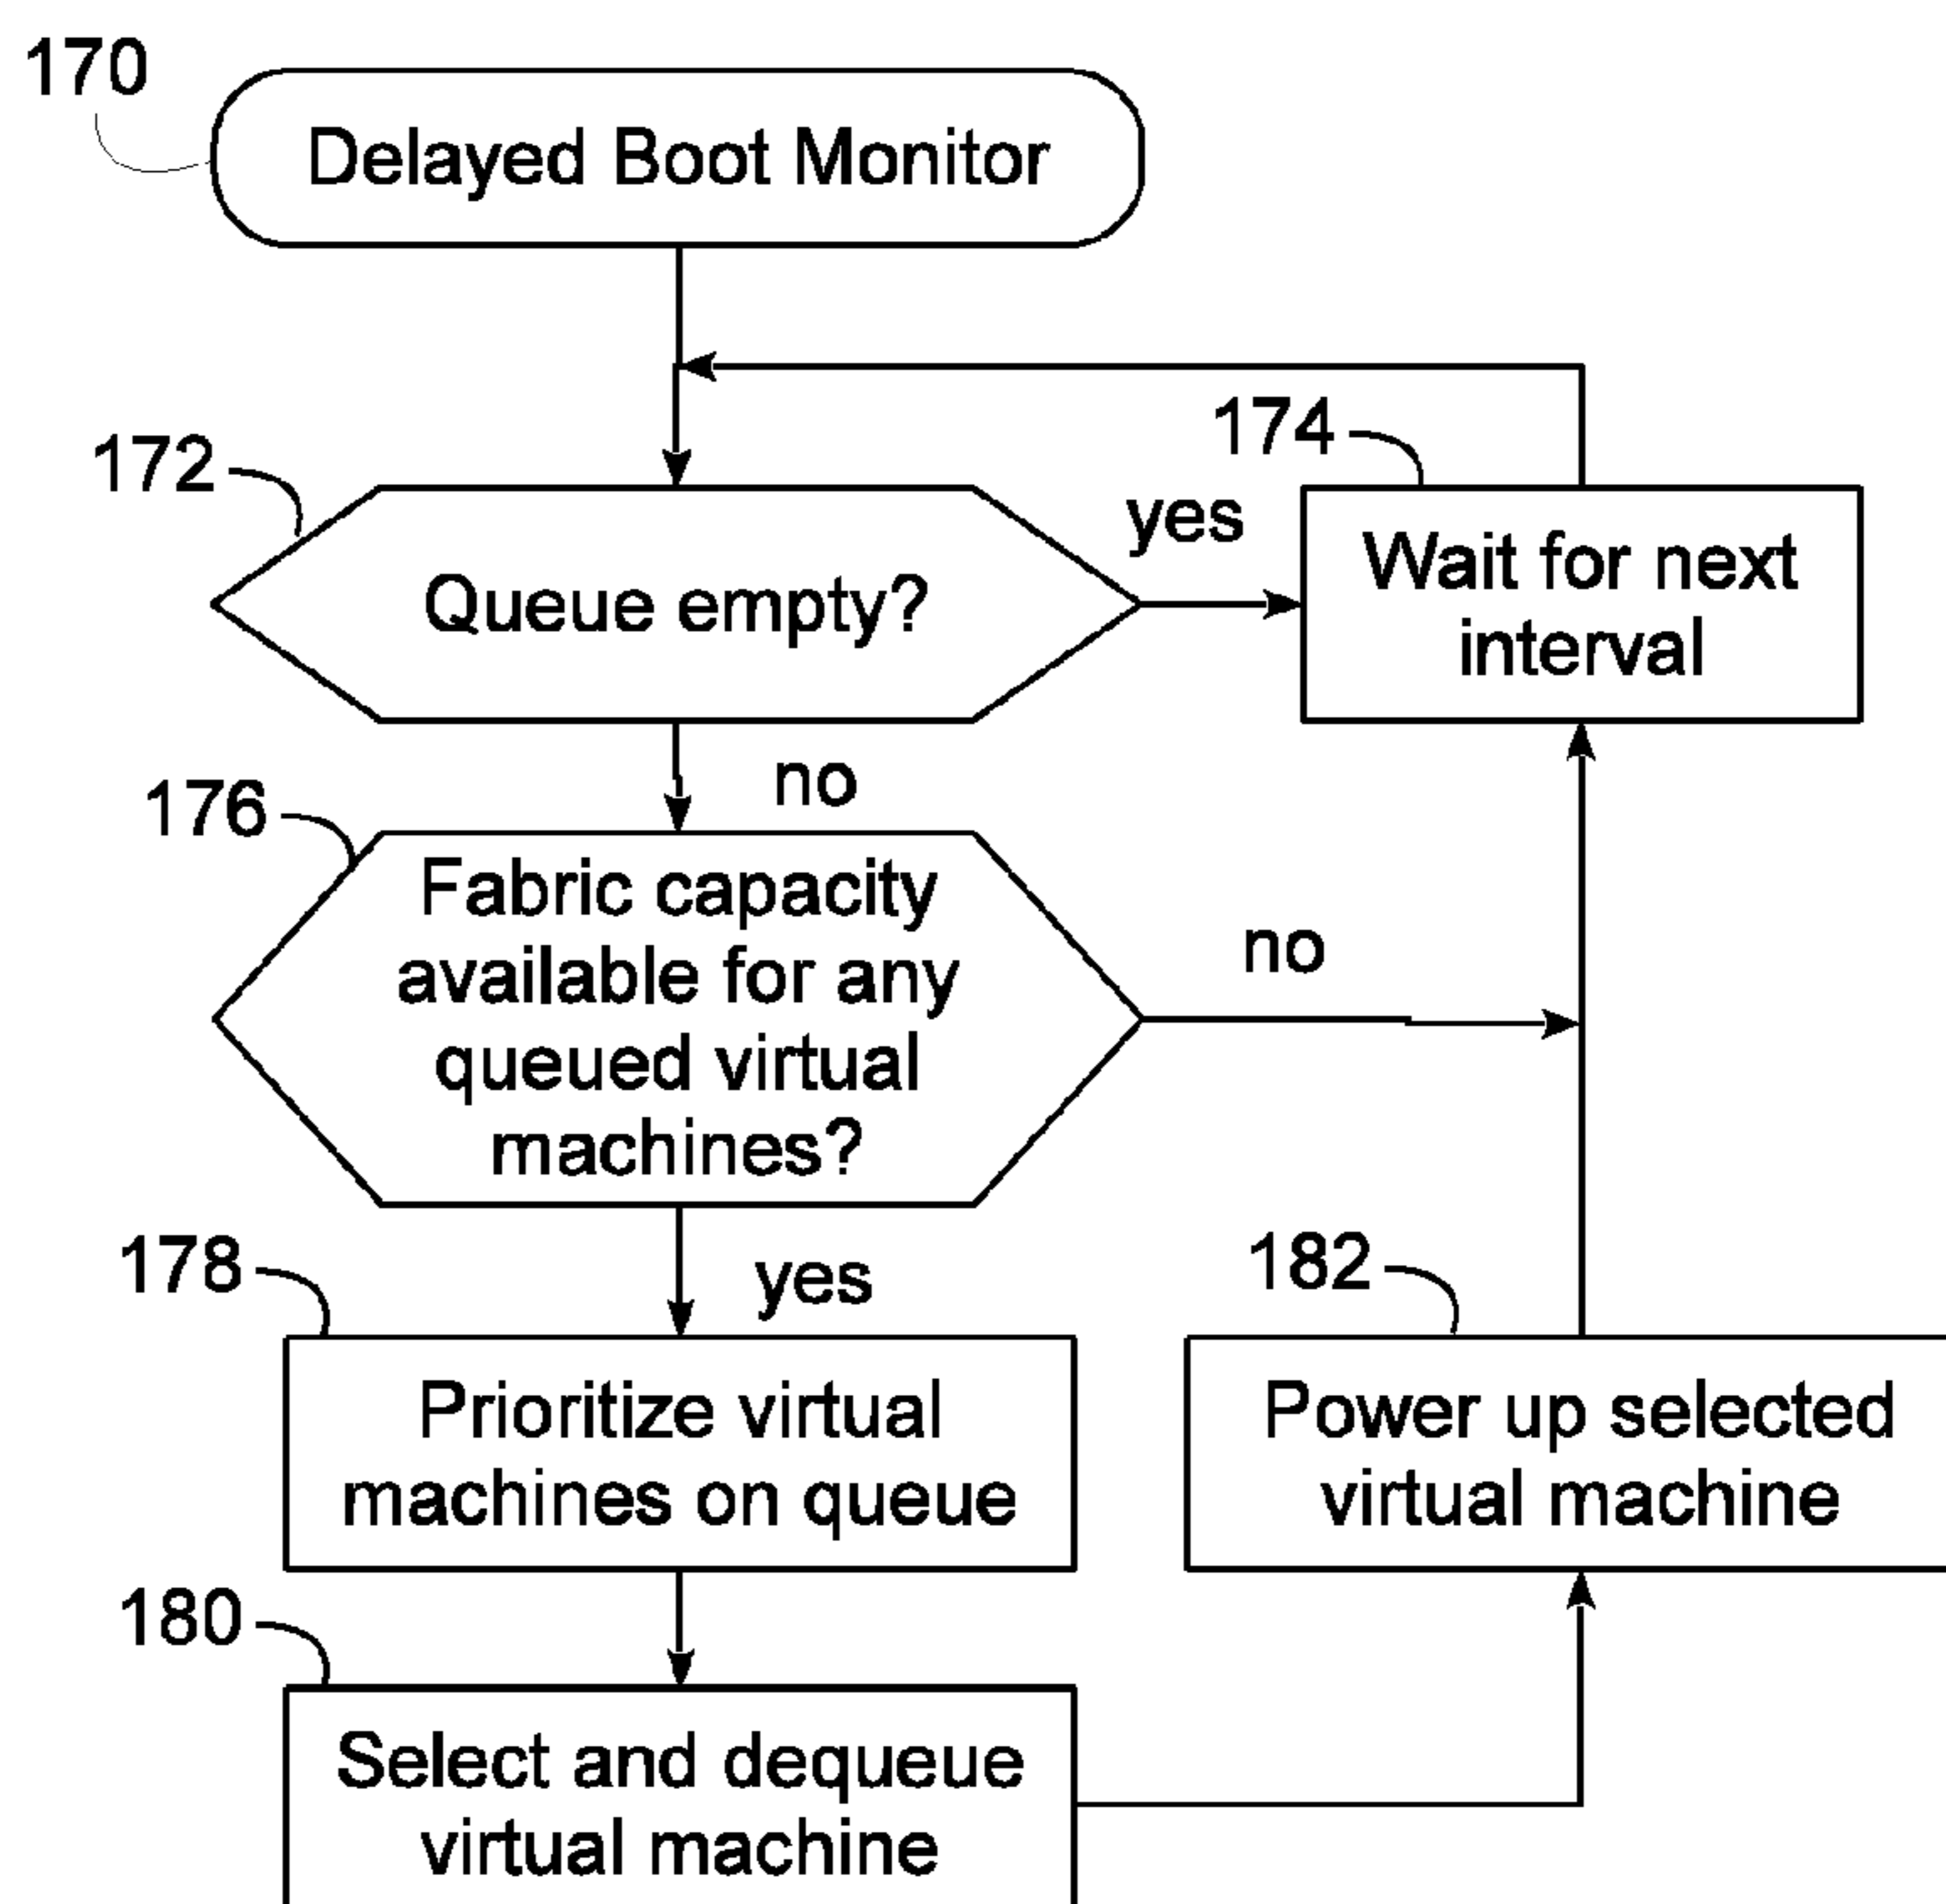 170
Delayed Boot Monitor
172
174
yes
Queue empty?
Wait for next
interval
no
176
Fabric capacity
available for any
queued virtual
machines?
no
178
yes
182
Prioritize virtual
machines on queue
Power up selected
virtual machine
180
Select and dequeue
virtual machine